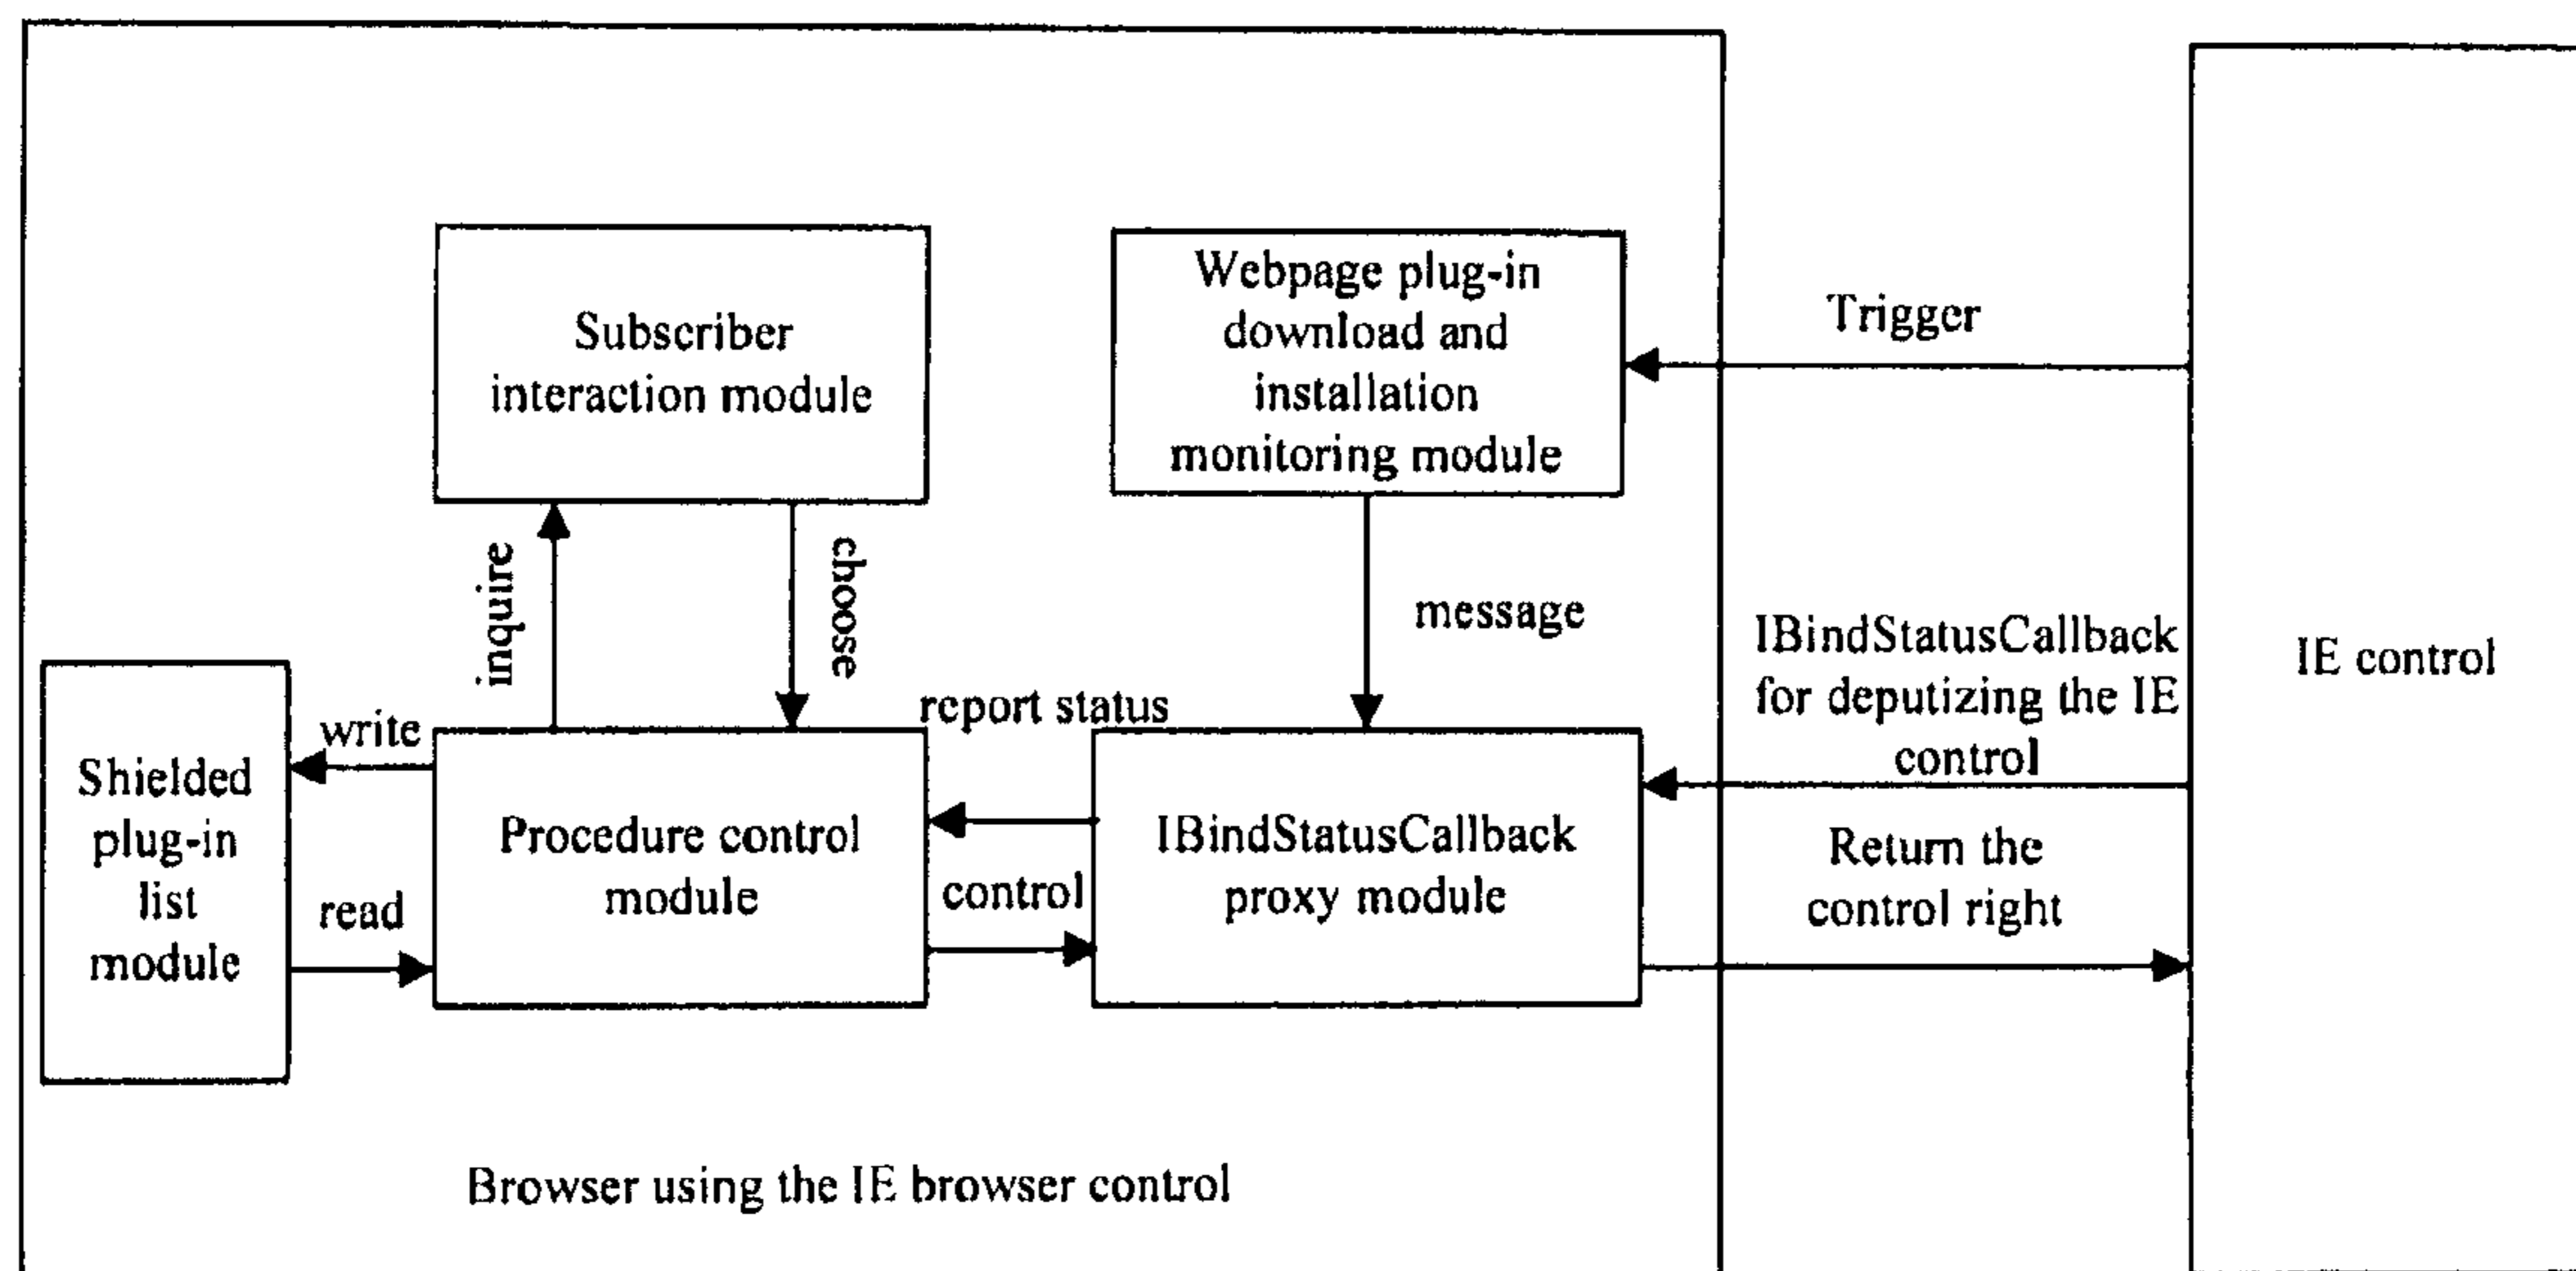 Subscriber
interaction module
Webpage plug-in
download and
installation
monitoring module
Trigger
inquire
choose
message
IBindStatusCallback
for deputizing the IE
control
IE control
Shielded
plug-in
list
module
write
read
report status
Procedure control
module
control
IBindStatusCallback
proxy module
Return the
control right
Browser using the IE browser control